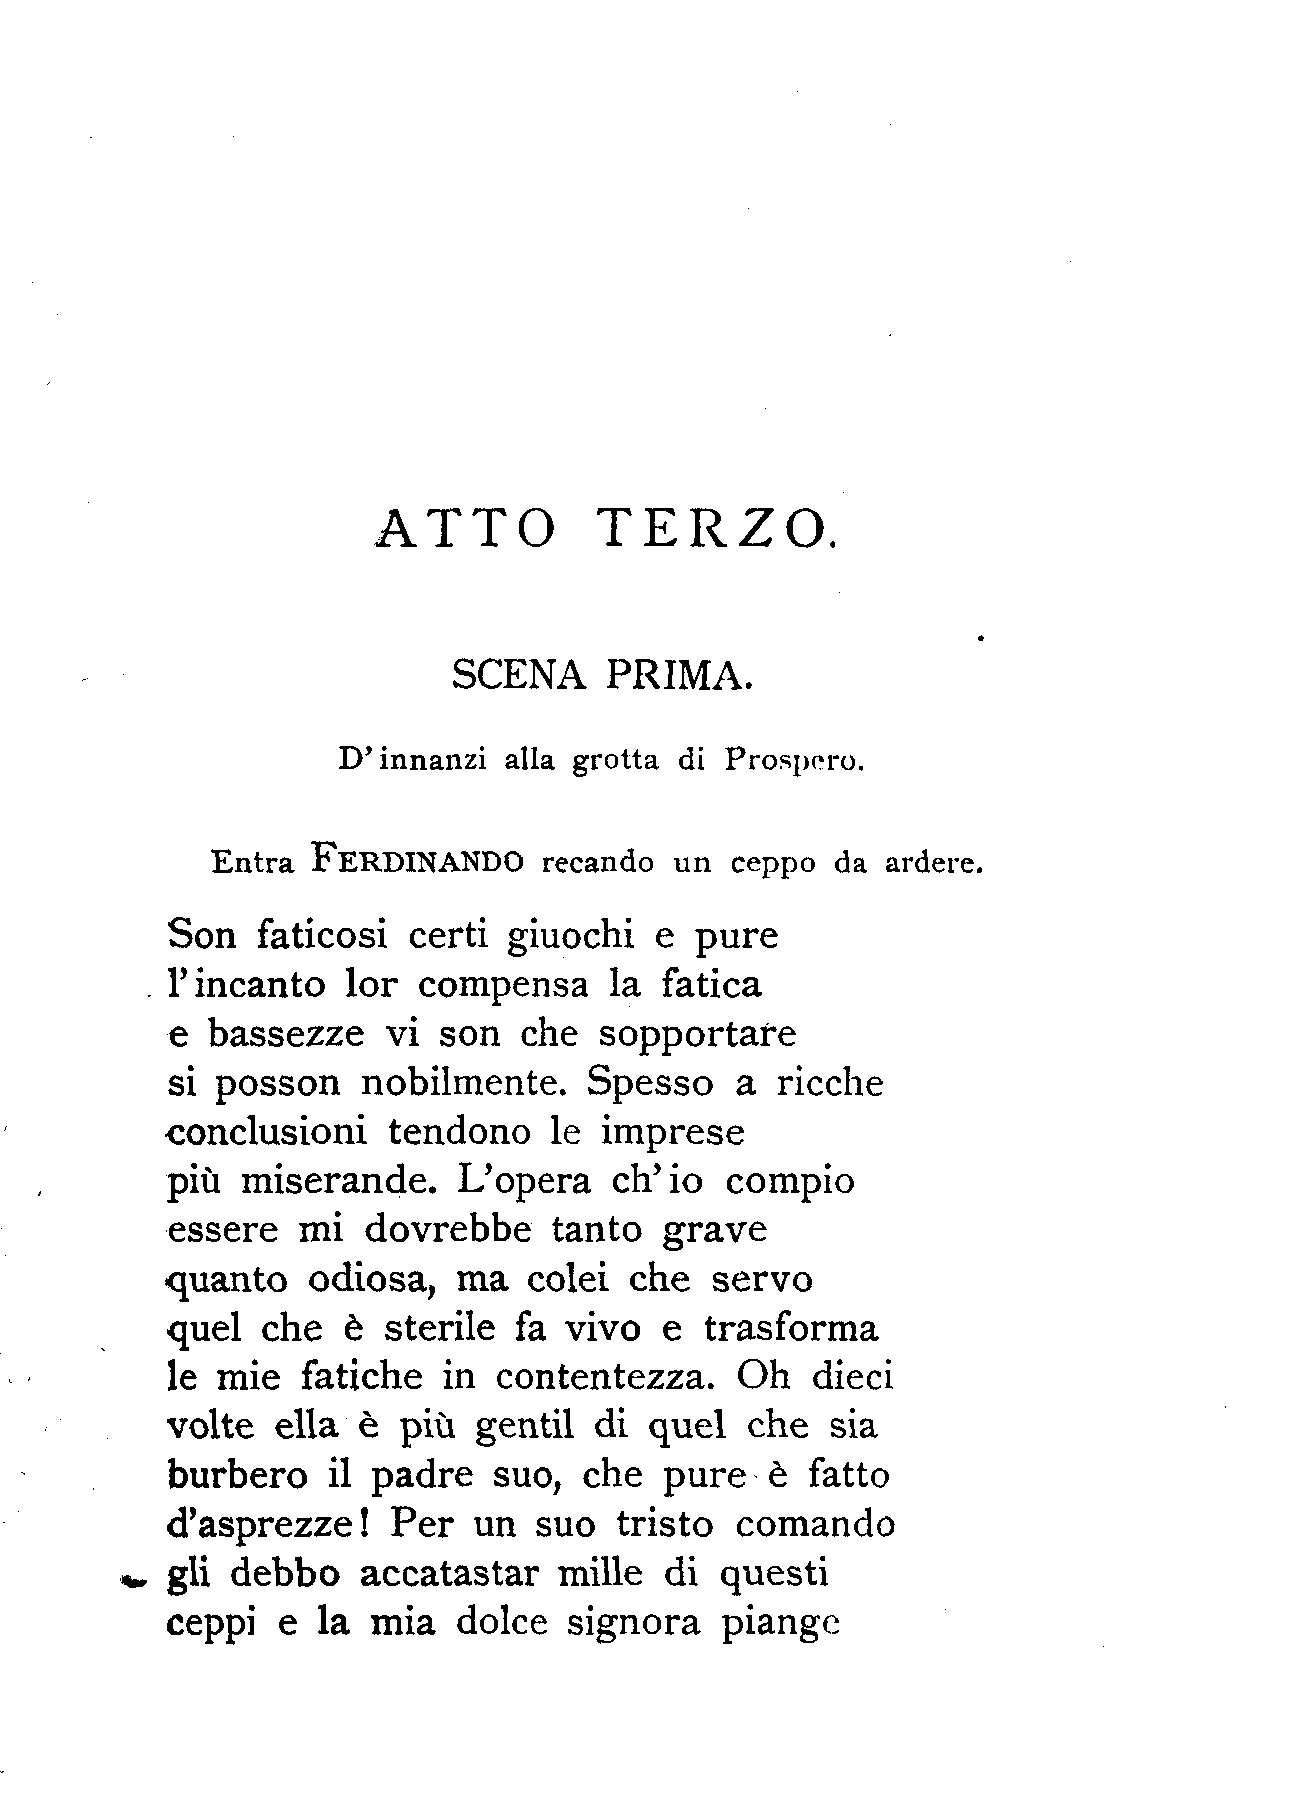 ATTO TERZO.
SCENA PRIMA.
D'innanzi alla grotta di Prospero.
Entra FERDINANDO recando un ceppo da ardere.
Son faticosi certi giuochi e pure
l'incanto lor compensa la fatica
e bassezze vi son che sopportare
si posson nobilmente. Spesso a ricche
conclusioni tendono le imprese
più miserande. L'opera ch'io compio
essere mi dovrebbe tanto grave
quanto odiosa, ma colei che servo
quel che è sterile fa vivo e trasforma
le mie fatiche in contentezza. Oh dieci
volte ella è più gentil di quel che sia
burbero il padre suo, che pure è fatto
d'asprezze! Per un suo tristo comando
gli debbo accatastar mille di questi
ceppi e la mia dolce signora piange